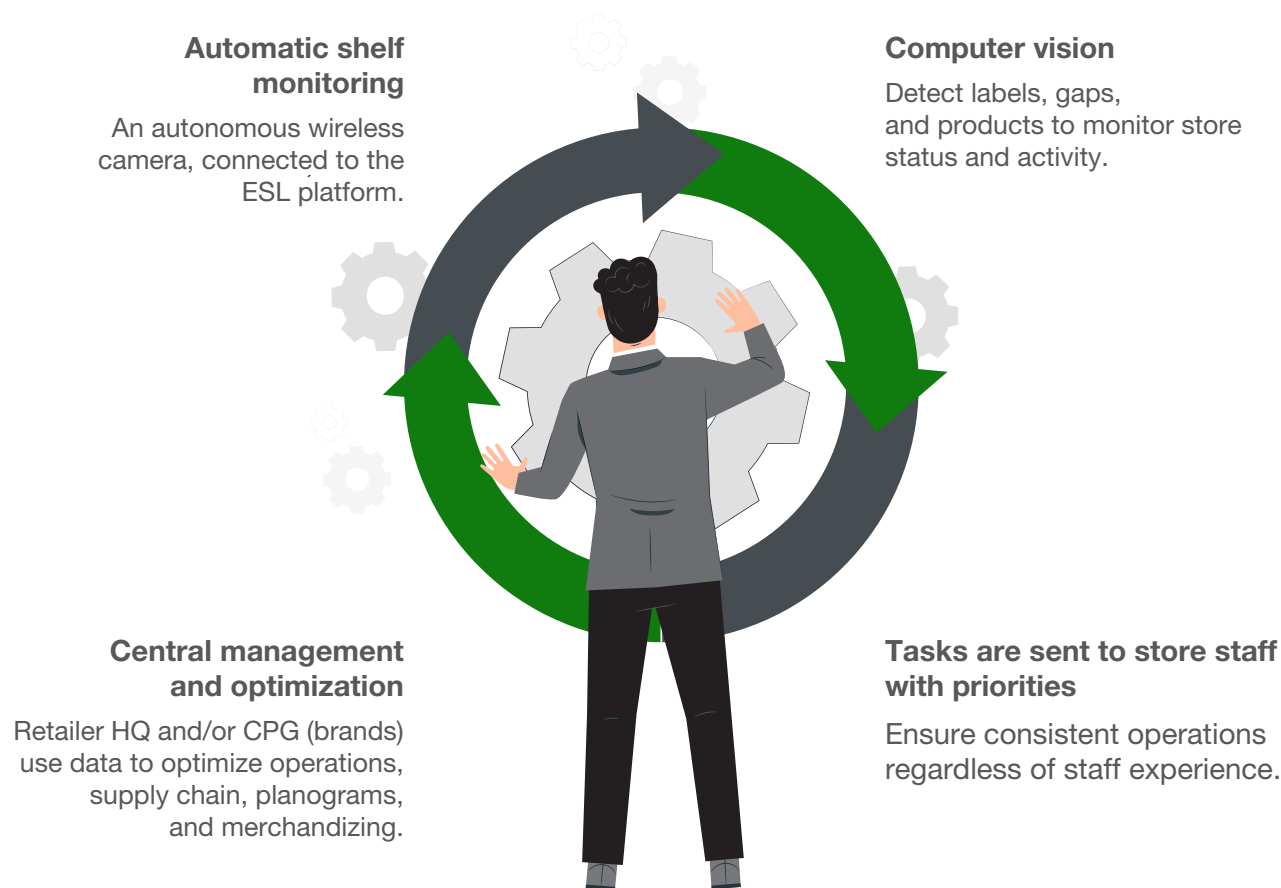 Automatic shelf
monitoring
An autonomous wireless
camera, connected to the
ESL platform.
Computer vision
Detect labels, gaps,
and products to monitor store
status and activity.
Central management
and optimization
Retailer HQ and/or CPG (brands)
use data to optimize operations,
supply chain, planograms,
and merchandizing.
Tasks are sent to store staff
with priorities
Ensure consistent operations
regardless of staff experience.